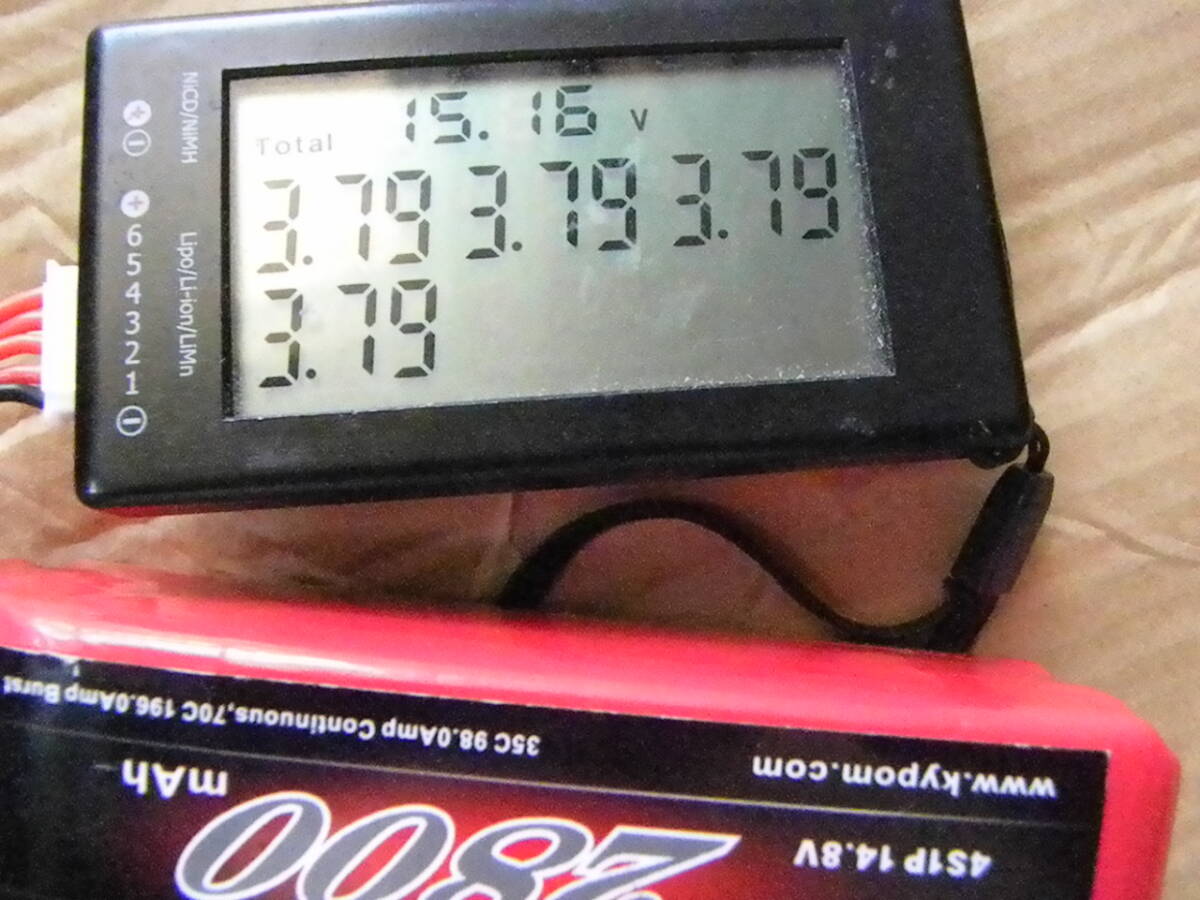 NiCD/NiMH
Lipo/Li-ion/LiMn
6
5
4
3
2
1
Total 15.16 V
3.79 3.79 3.79
3.79
35C 98.0Amp Continuous,70C 196.0Amp Burst
www.kypom.com
4S1P 14.8V
2800
mAh